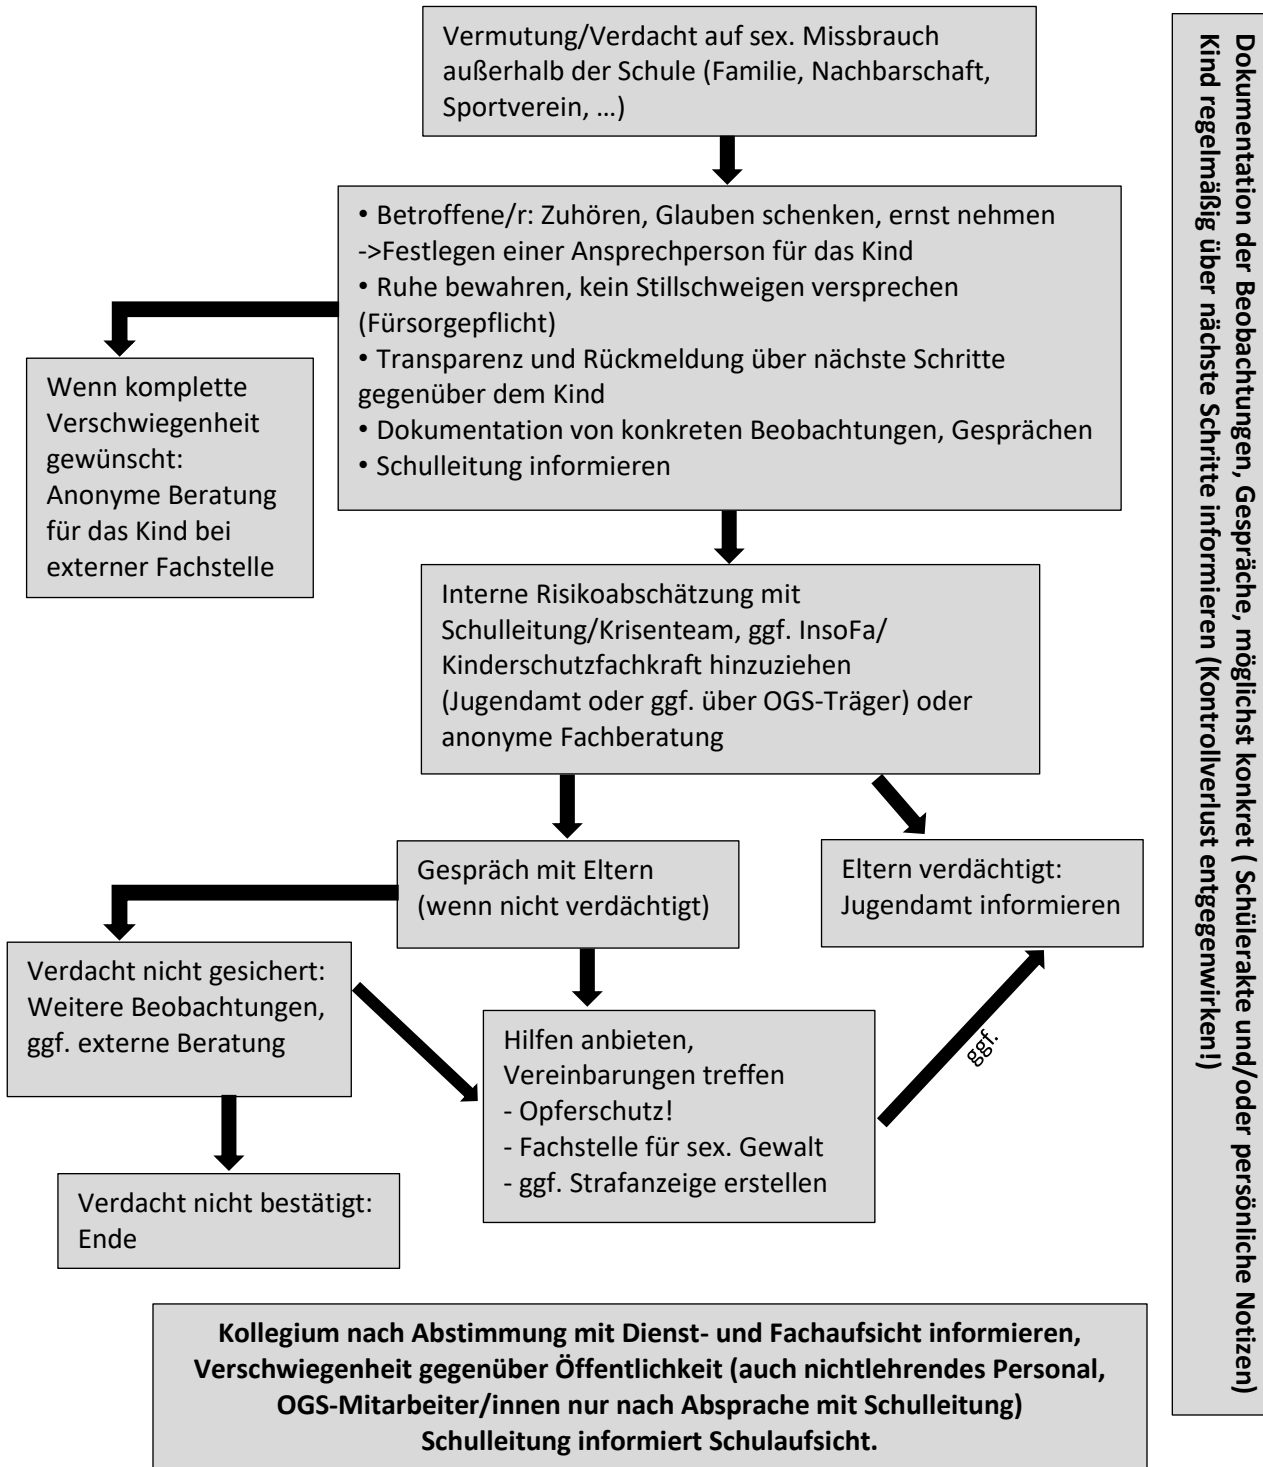 Vermutung/Verdacht auf sex. Missbrauch
außerhalb der Schule (Familie, Nachbarschaft,
Sportverein, …)
• Betroffene/r: Zuhören, Glauben schenken, ernst nehmen
->Festlegen einer Ansprechperson für das Kind
• Ruhe bewahren, kein Stillschweigen versprechen
(Fürsorgepflicht)
• Transparenz und Rückmeldung über nächste Schritte
gegenüber dem Kind
• Dokumentation von konkreten Beobachtungen, Gesprächen
• Schulleitung informieren
Wenn komplette
Verschwiegenheit
gewünscht:
Anonyme Beratung
für das Kind bei
externer Fachstelle
Interne Risikoabschätzung mit
Schulleitung/Krisenteam, ggf. InsoFa/
Kinderschutzfachkraft hinzuziehen
(Jugendamt oder ggf. über OGS-Träger) oder
anonyme Fachberatung
Gespräch mit Eltern
(wenn nicht verdächtigt)
Eltern verdächtigt:
Jugendamt informieren
Verdacht nicht gesichert:
Weitere Beobachtungen,
ggf. externe Beratung
Hilfen anbieten,
Vereinbarungen treffen
- Opferschutz!
- Fachstelle für sex. Gewalt
- ggf. Strafanzeige erstellen
ggf.
Verdacht nicht bestätigt:
Ende
Kollegium nach Abstimmung mit Dienst- und Fachaufsicht informieren,
Verschwiegenheit gegenüber Öffentlichkeit (auch nichtlehrendes Personal,
OGS-Mitarbeiter/innen nur nach Absprache mit Schulleitung)
Schulleitung informiert Schulaufsicht.
Dokumentation der Beobachtungen, Gespräche, möglichst konkret ( Schülerakte und/oder persönliche Notizen)
Kind regelmäßig über nächste Schritte informieren (Kontrollverlust entgegenwirken!)